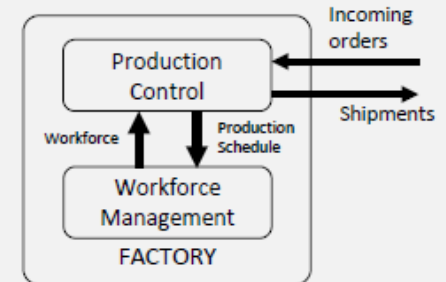 Incoming
orders
Production
Control
Shipments
Workforce
Production
Schedule
Workforce
Management
FACTORY